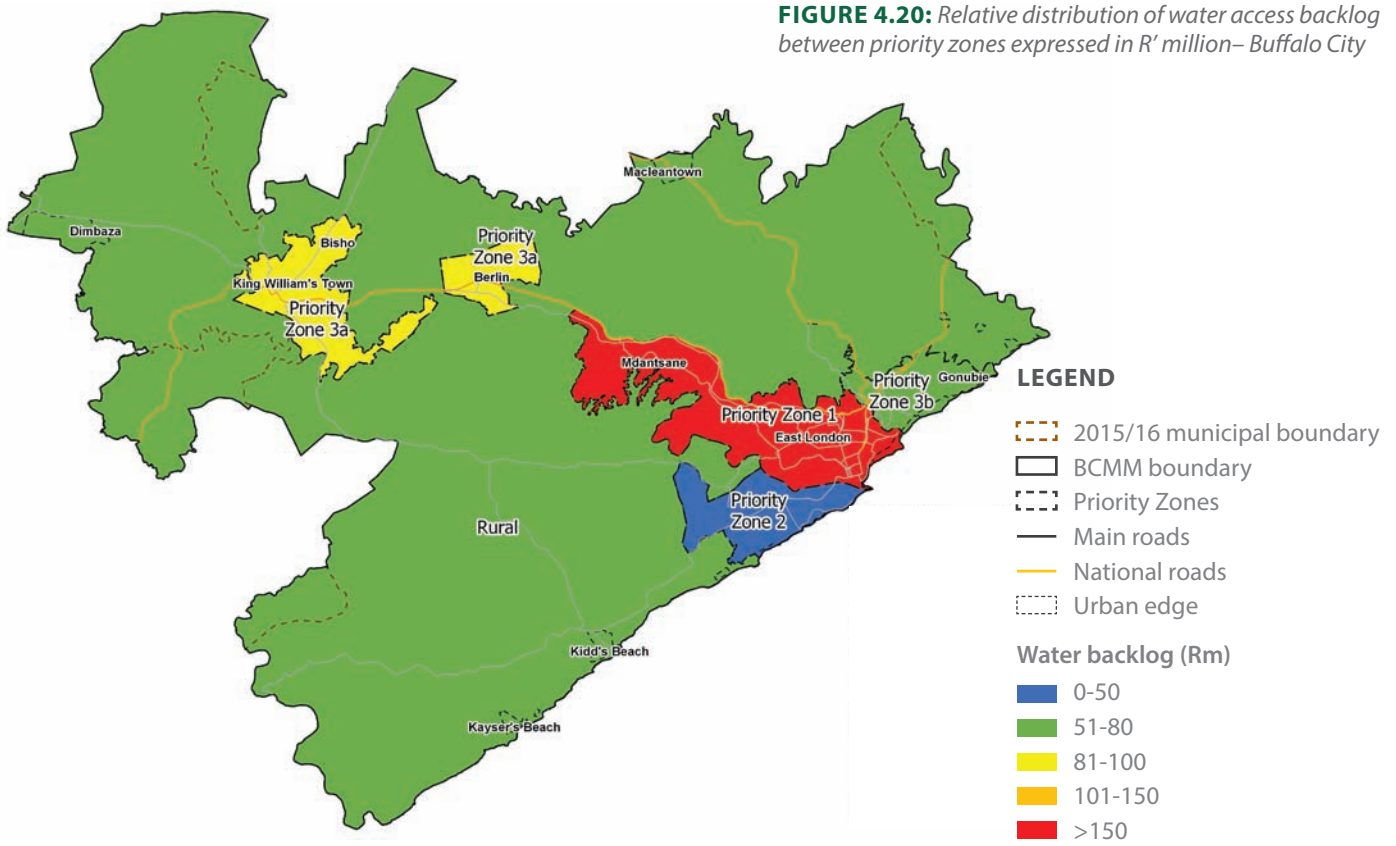 FIGURE 4.20: Relative distribution of water access backlog
between priority zones expressed in R' million– Buffalo City
Macleantown
Dimbaza
Bisho
Priority
Zone 3a
Berlin
King William's Town
Priority
Zone 3a
Mdantsane
Priority
Zone 3b
Gonubie
Priority Zone 1
East London
Priority
Zone 2
Rural
Kidd's Beach
Kayser's Beach
LEGEND
2015/16 municipal boundary
BCMM boundary
Priority Zones
Main roads
National roads
Urban edge
Water backlog (Rm)
0-50
51-80
81-100
101-150
>150